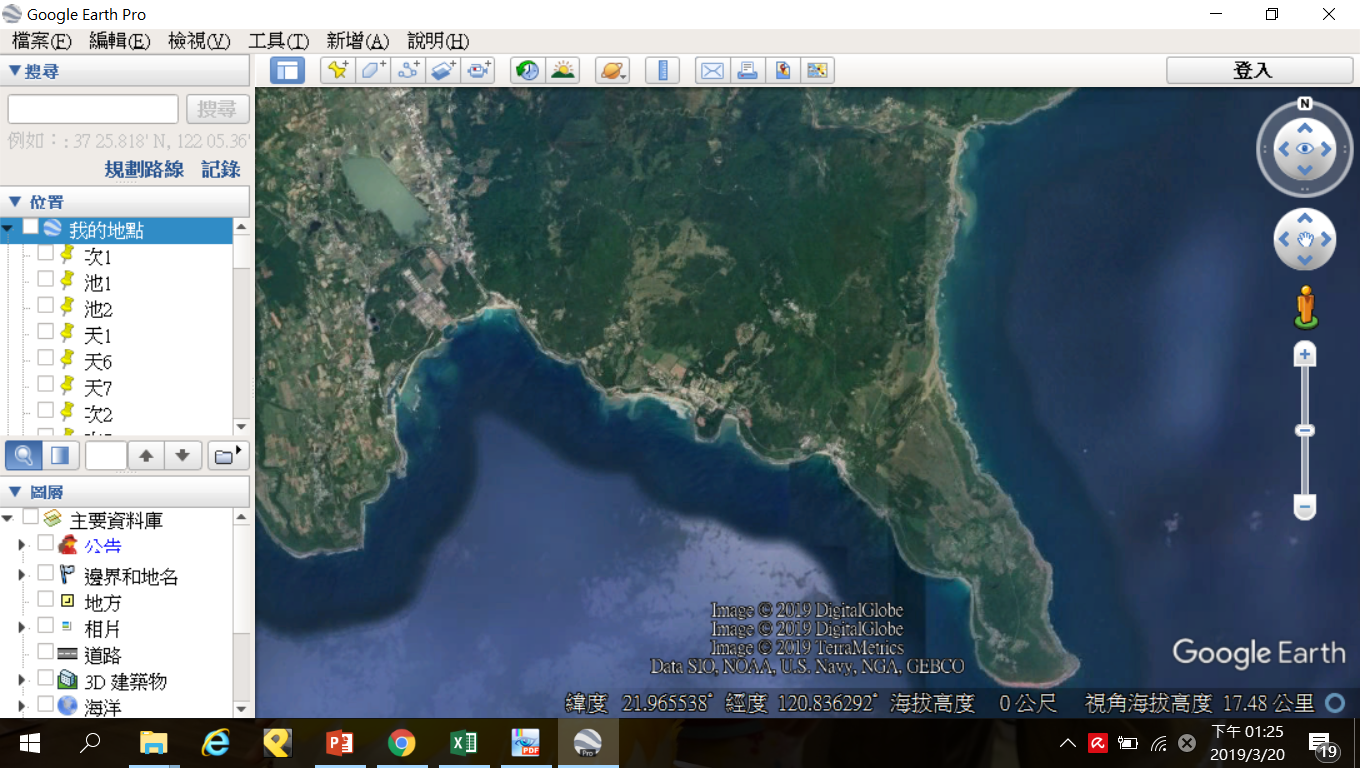 Google Earth Pro
檔案(F) 編輯(E) 檢視(V) 工具(T) 新增(A) 說明(H)
搜尋
登入
搜尋
例如：: 37 25.818' N, 122 05.36'
規劃路線 記錄
位置
我的地點
次1
池1
池2
天1
天6
天7
次2
圖層
主要資料庫
公告
邊界和地名
地方
相片
道路
3D 建築物
海洋
N
Image © 2019 DigitalGlobe
Image © 2019 DigitalGlobe
Image © 2019 TerraMetrics
Data SIO, NOAA, U.S. Navy, NGA, GEBCO
Google Earth
緯度 21.965538° 經度 120.836292° 海拔高度 0 公尺 視角海拔高度 17.48 公里
下午 01:25
2019/3/20
19